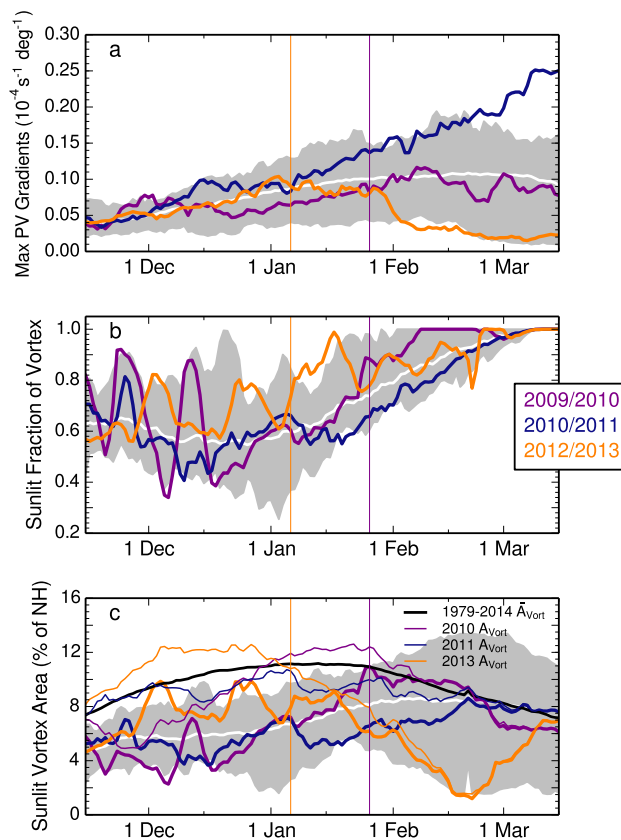 a
Max PV Gradients (10⁻⁴ s⁻¹ deg⁻¹)
0.30
0.25
0.20
0.15
0.10
0.05
0.00
1 Dec 1 Jan 1 Feb 1 Mar
b
Sunlit Fraction of Vortex
1.0
0.8
0.6
0.4
0.2
1 Dec 1 Jan 1 Feb 1 Mar
2009/2010
2010/2011
2012/2013
c
Sunlit Vortex Area (% of NH)
16
12
8
4
0
1979-2014 Āᵥₒᵣₜ
2010 Aᵥₒᵣₜ
2011 Aᵥₒᵣₜ
2013 Aᵥₒᵣₜ
1 Dec 1 Jan 1 Feb 1 Mar